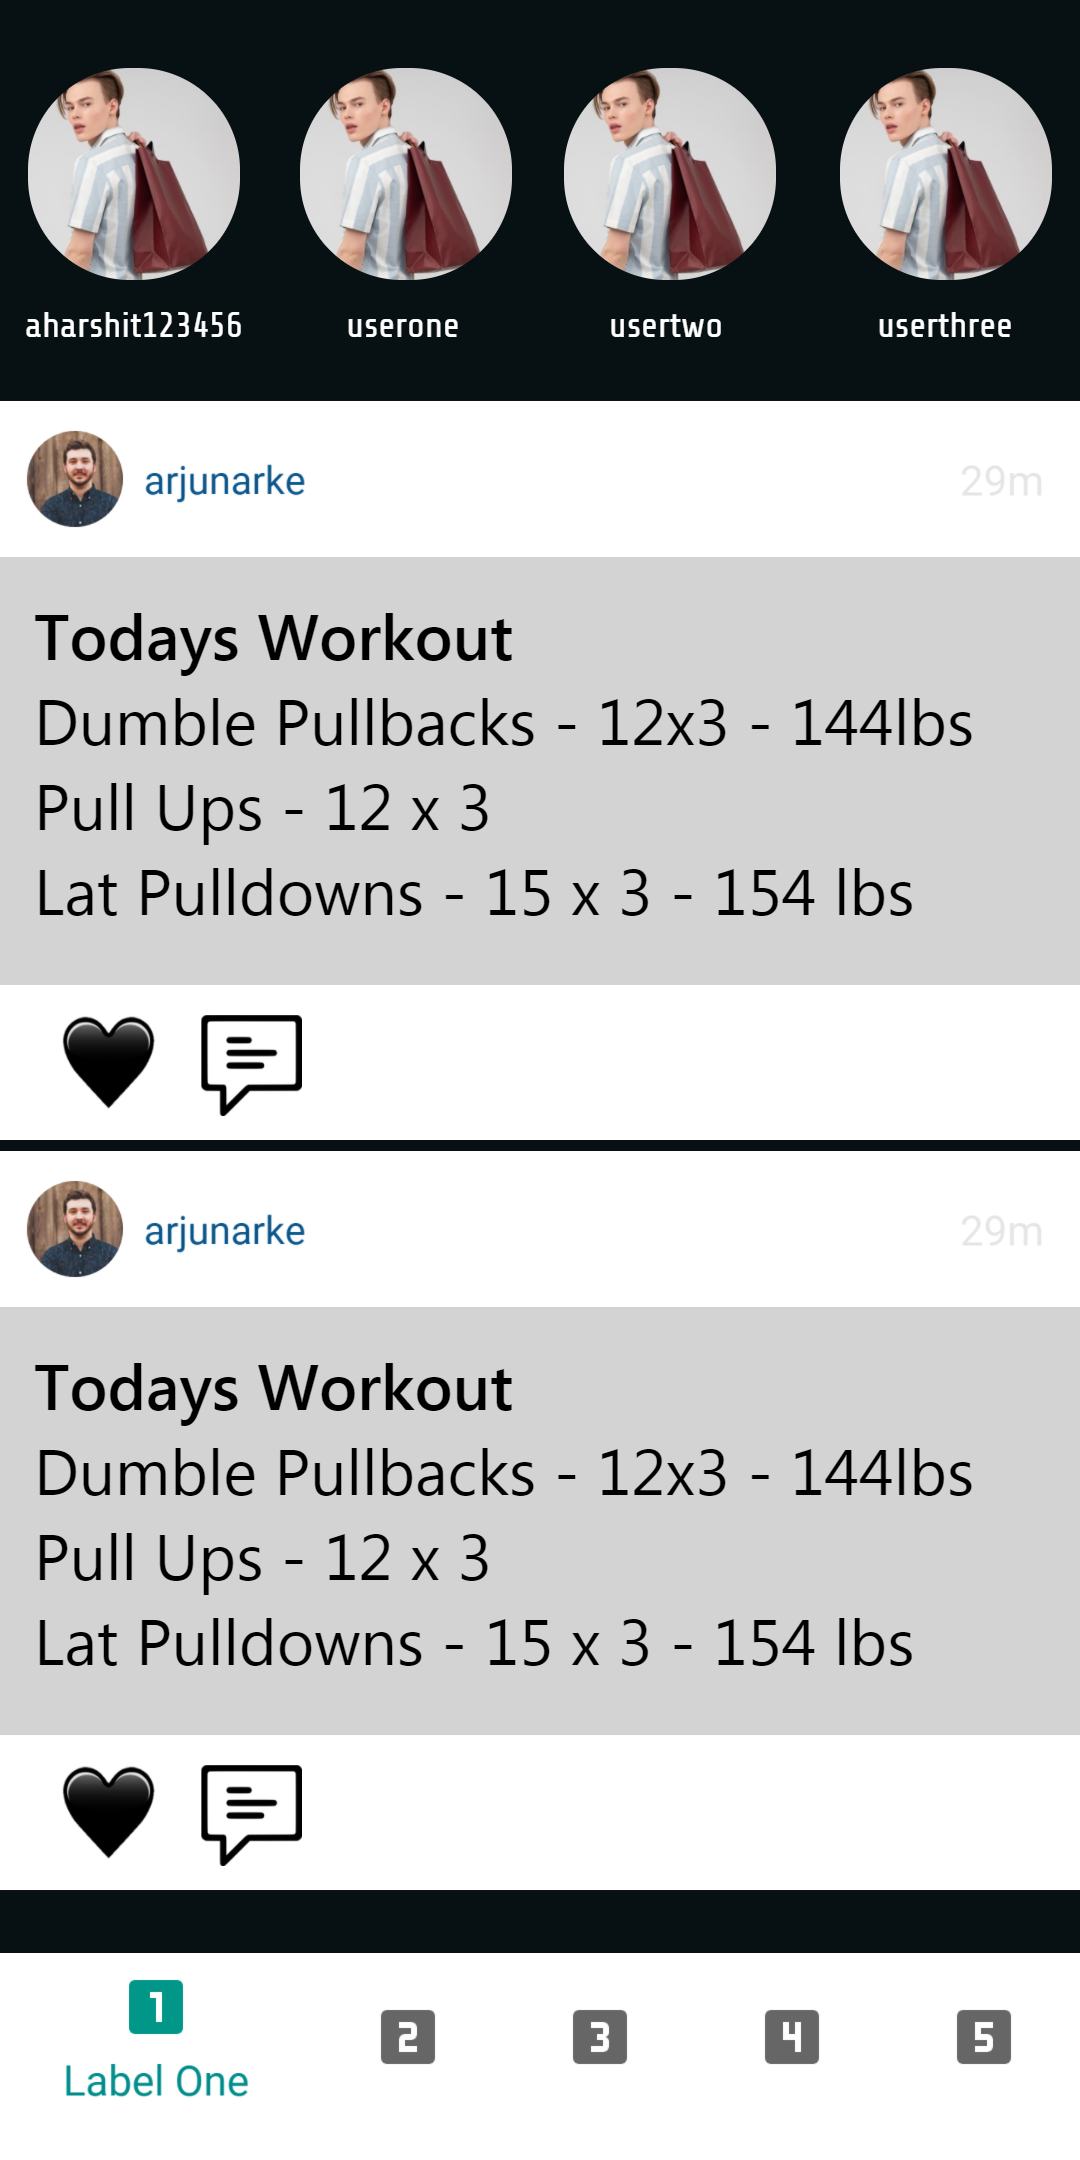 aharshit123456 userone usertwo userthree
arjunarke 29m
Todays Workout
Dumble Pullbacks - 12x3 - 144lbs
Pull Ups - 12 x 3
Lat Pulldowns - 15 x 3 - 154 lbs
arjunarke 29m
Todays Workout
Dumble Pullbacks - 12x3 - 144lbs
Pull Ups - 12 x 3
Lat Pulldowns - 15 x 3 - 154 lbs
1 2 3 4 5
Label One